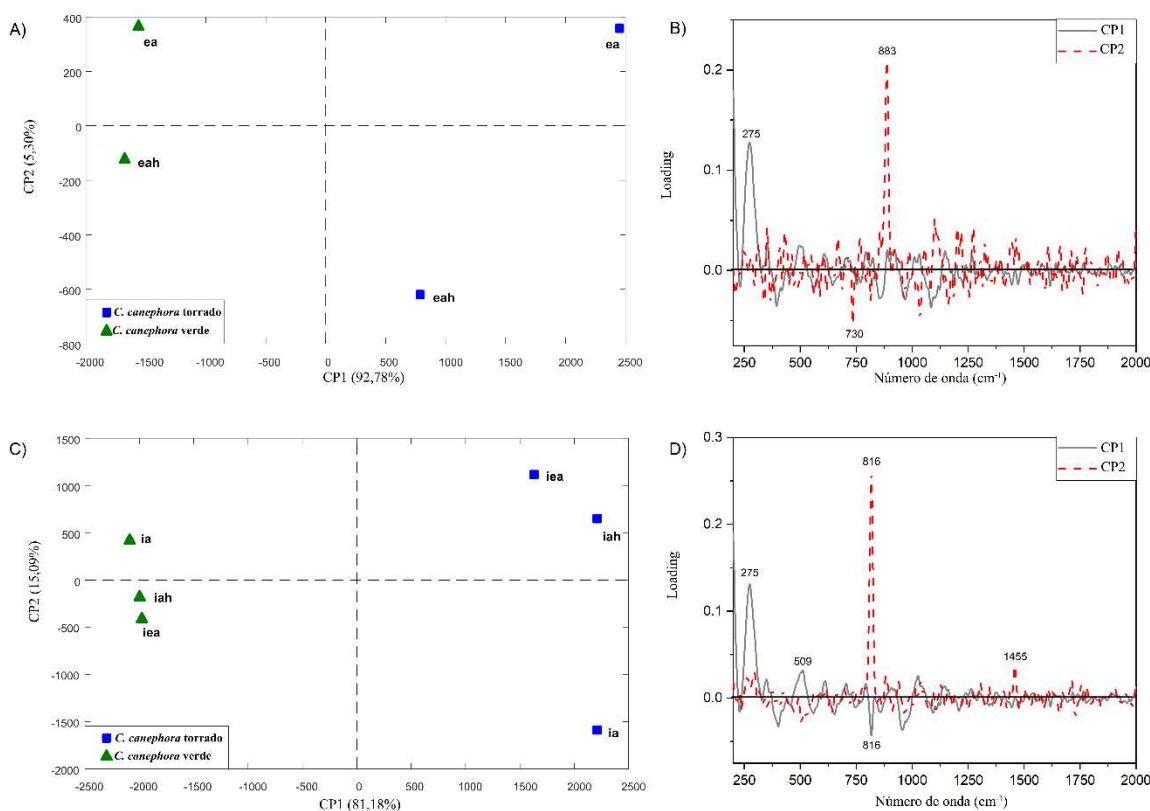 A)
400
200
0
-200
-400
-600
-800
CP2 (5,30%)
ea
eah
ea
eah
C. canephora torrado
C. canephora verde
-2000
-1500
-1000
-500
0
500
1000
1500
2000
2500
CP1 (92,78%)
B)
CP1
CP2
0.2
0.1
0.0
Loading
275
883
730
250
500
750
1000
1250
1500
1750
2000
Número de onda (cm-1)
C)
1500
1000
500
0
-500
-1000
-1500
-2000
CP2 (15,09%)
ia
iah
iea
iea
iah
ia
C. canephora torrado
C. canephora verde
-2500
-2000
-1500
-1000
-500
0
500
1000
1500
2000
2500
CP1 (81,18%)
D)
CP1
CP2
0.3
0.2
0.1
0.0
Loading
275
509
816
816
1455
250
500
750
1000
1250
1500
1750
2000
Número de onda (cm-1)